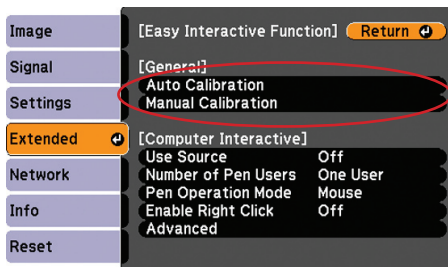 Image
Signal
Settings
Extended
Network
Info
Reset
[Easy Interactive Function] Return
[General]
Auto Calibration
Manual Calibration
[Computer Interactive]
Use Source Off
Number of Pen Users One User
Pen Operation Mode Mouse
Enable Right Click Off
Advanced